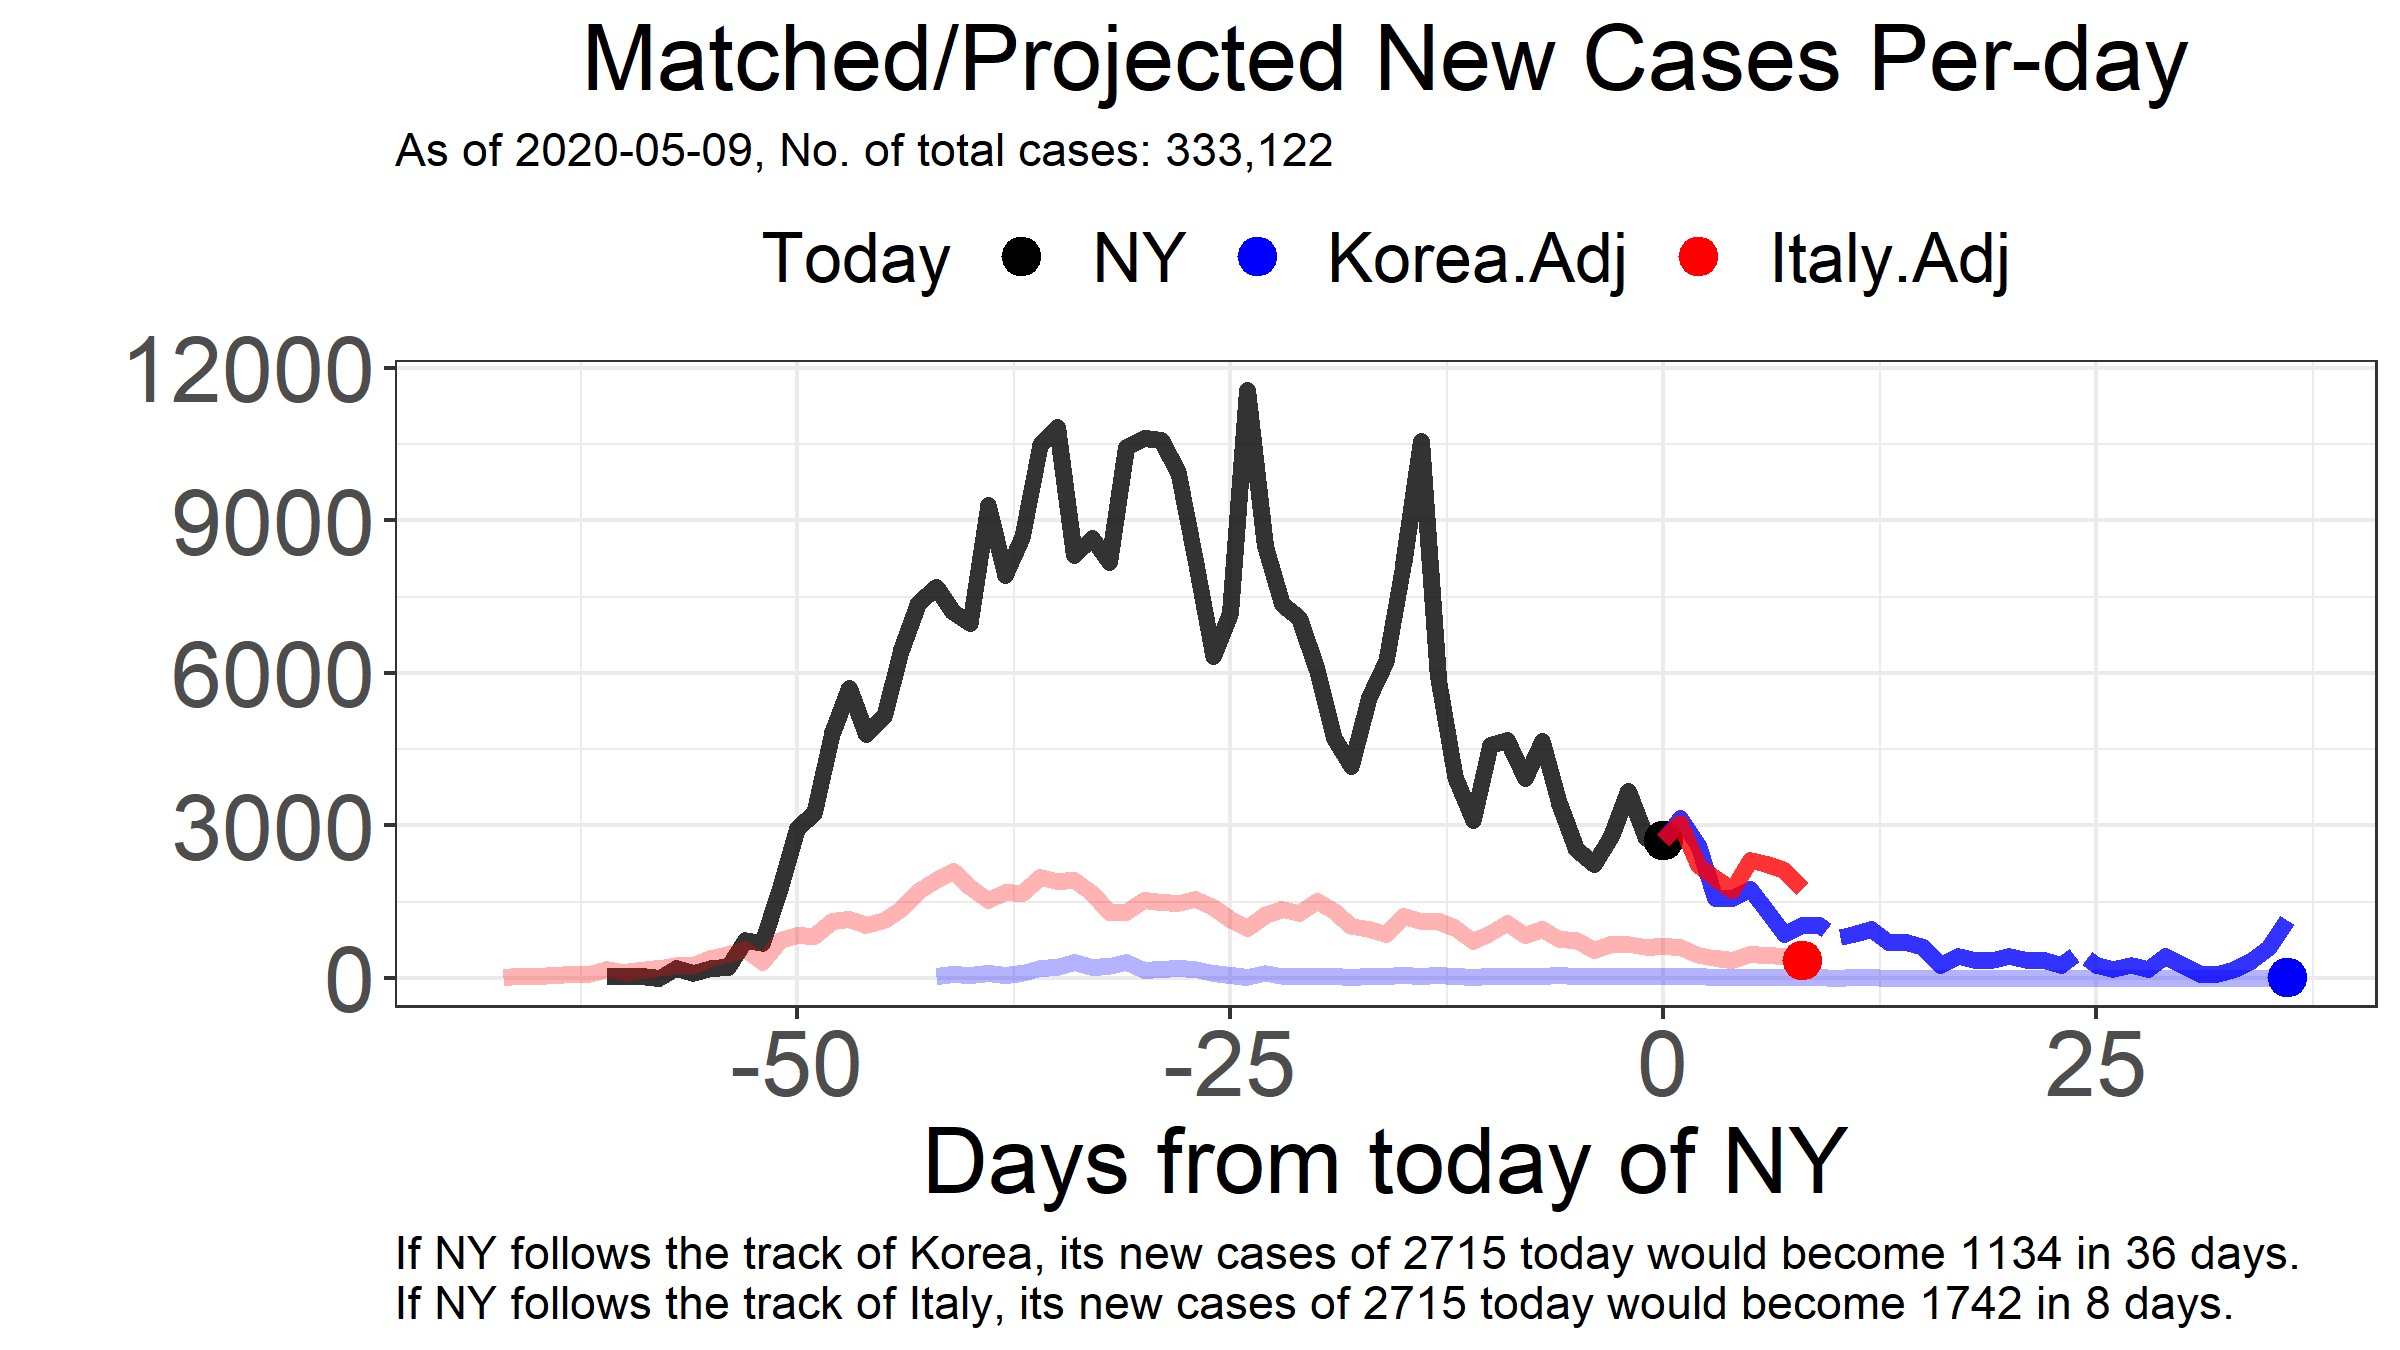 Matched/Projected New Cases Per-day
As of 2020-05-09, No. of total cases: 333,122
Today NY Korea.Adj Italy.Adj
12000
9000
6000
3000
0
-50 -25 0 25
Days from today of NY
If NY follows the track of Korea, its new cases of 2715 today would become 1134 in 36 days.
If NY follows the track of Italy, its new cases of 2715 today would become 1742 in 8 days.